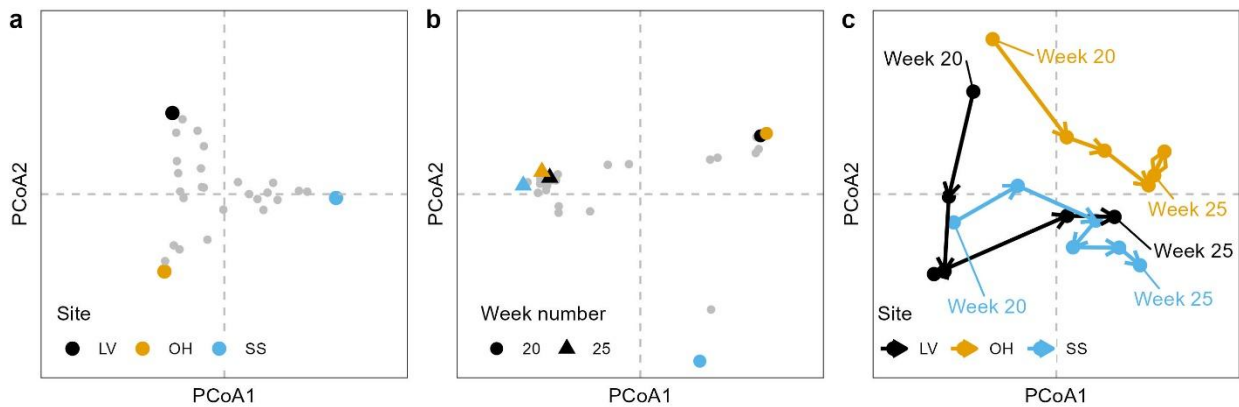 a
PCoA2
Site
LV OH SS
PCoA1
b
Week number
20 25
PCoA1
c
PCoA2
Week 20
Week 20
Week 25
Week 25
Week 20
Week 25
Site
LV OH SS
PCoA1